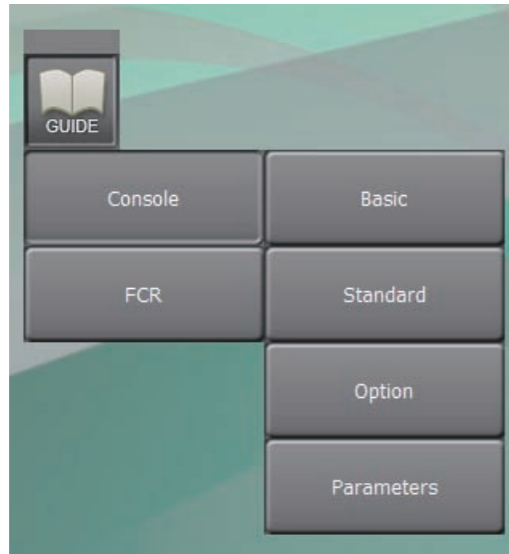 GUIDE
Console
Basic
FCR
Standard
Option
Parameters